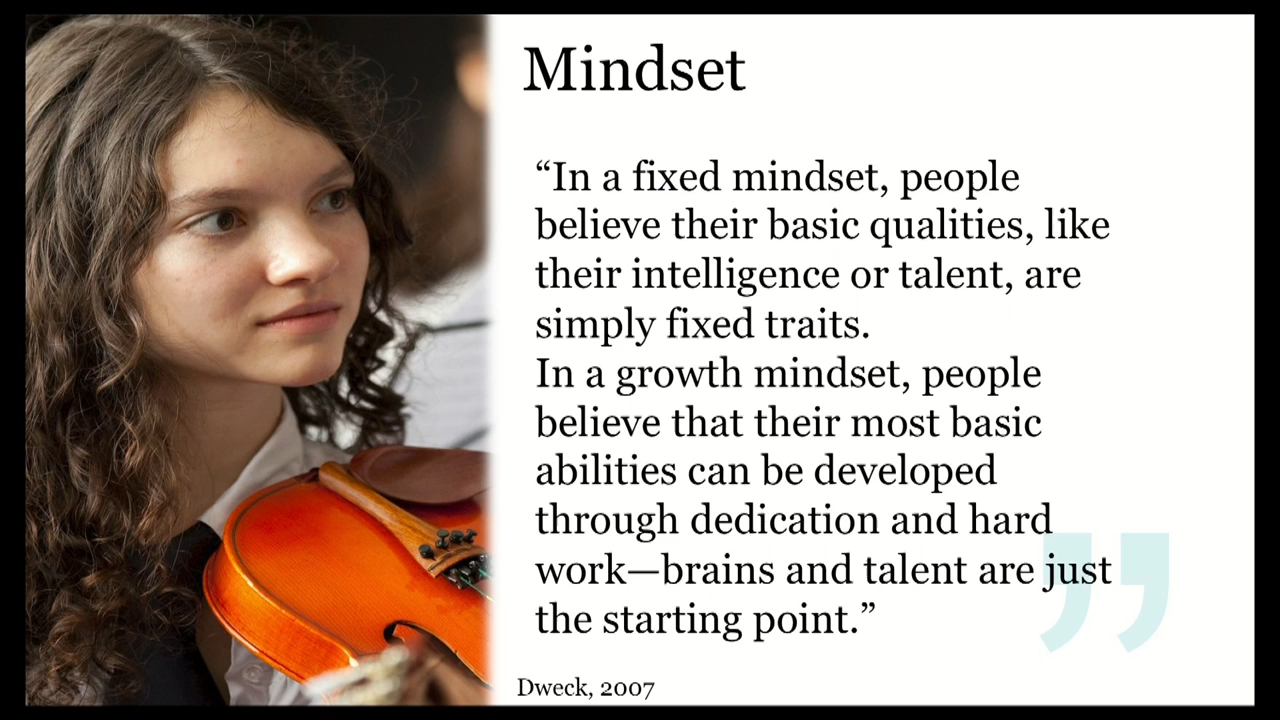 Mindset
“In a fixed mindset, people
believe their basic qualities, like
their intelligence or talent, are
simply fixed traits.
In a growth mindset, people
believe that their most basic
abilities can be developed
through dedication and hard
work—brains and talent are just
the starting point.”
Dweck, 2007